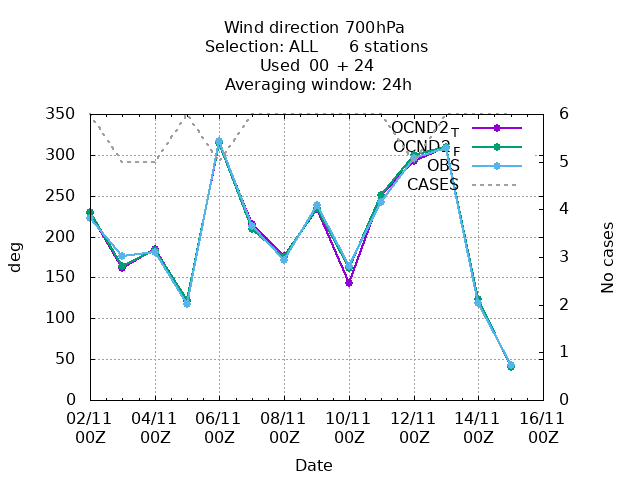 Wind direction 700hPa
Selection: ALL 6 stations
Used 00 + 24
Averaging window: 24h
350
300
250
200
150
100
50
0
deg
OCND2 T
OCND2 F
OBS
CASES
6
5
4
3
2
1
0
No cases
02/11 04/11 06/11 08/11 10/11 12/11 14/11 16/11
00Z 00Z 00Z 00Z 00Z 00Z 00Z 00Z
Date